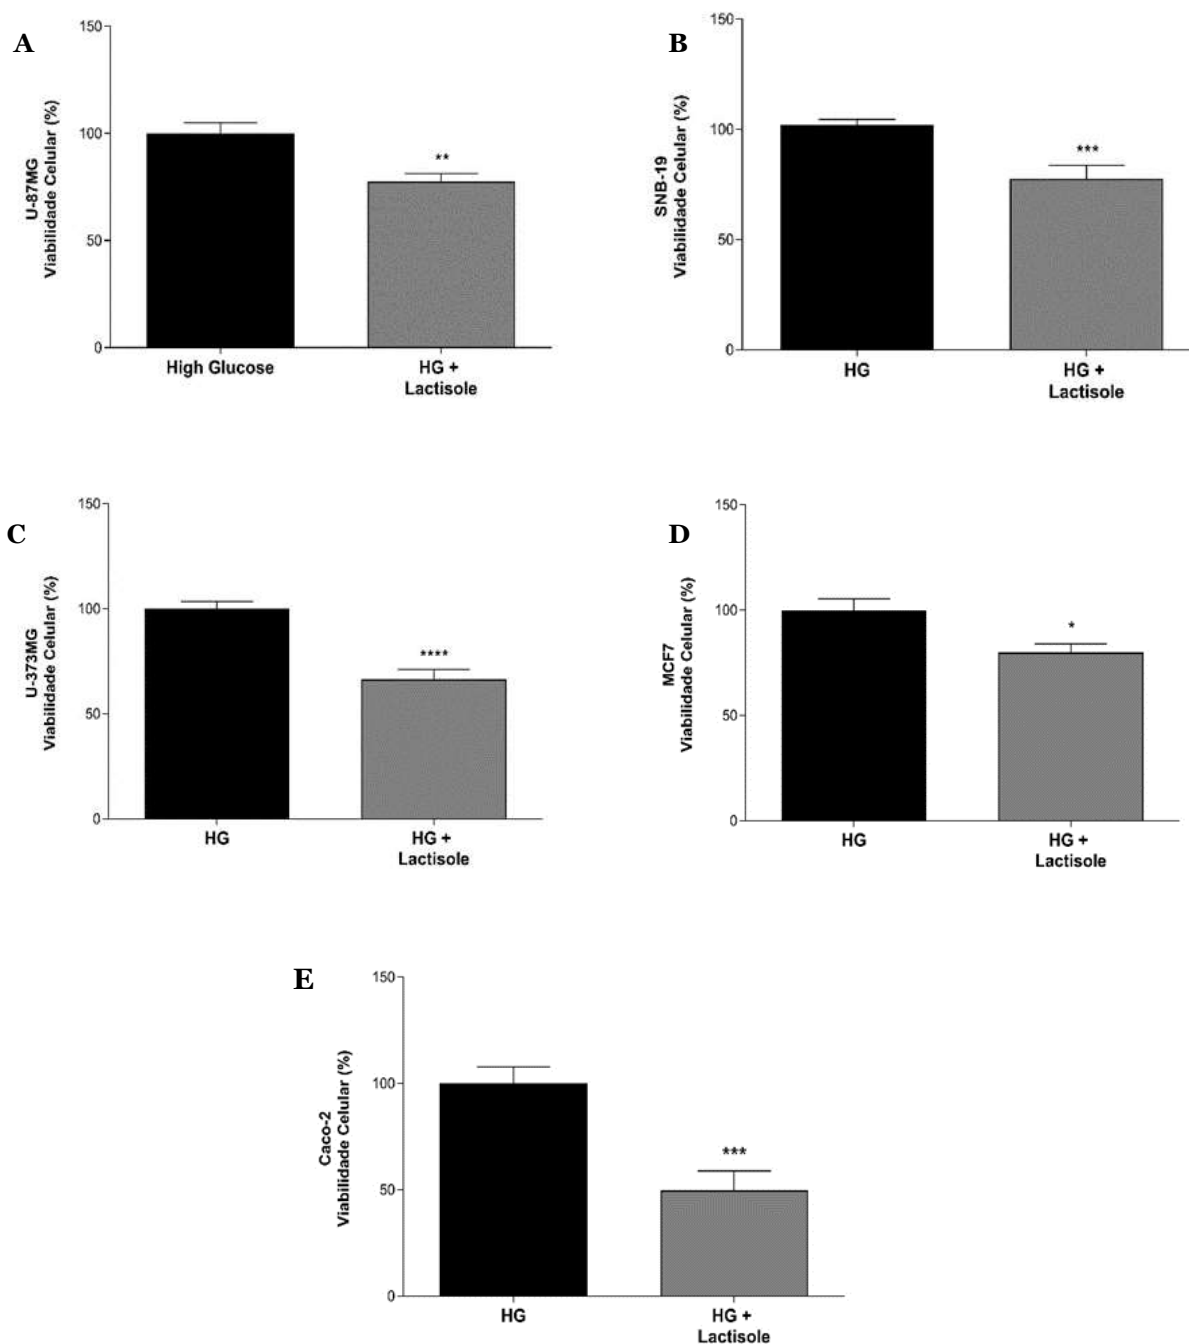 A
U-87MG
Viabilidade Celular (%)
150
100
50
0
**
High Glucose
HG +
Lactisole
B
SNB-19
Viabilidade Celular (%)
150
100
50
0
***
HG
HG +
Lactisole
C
U-373MG
Viabilidade Celular (%)
150
100
50
0
****
HG
HG +
Lactisole
D
MCF7
Viabilidade Celular (%)
150
100
50
0
*
HG
HG +
Lactisole
E
Caco-2
Viabilidade Celular (%)
150
100
50
0
***
HG
HG +
Lactisole